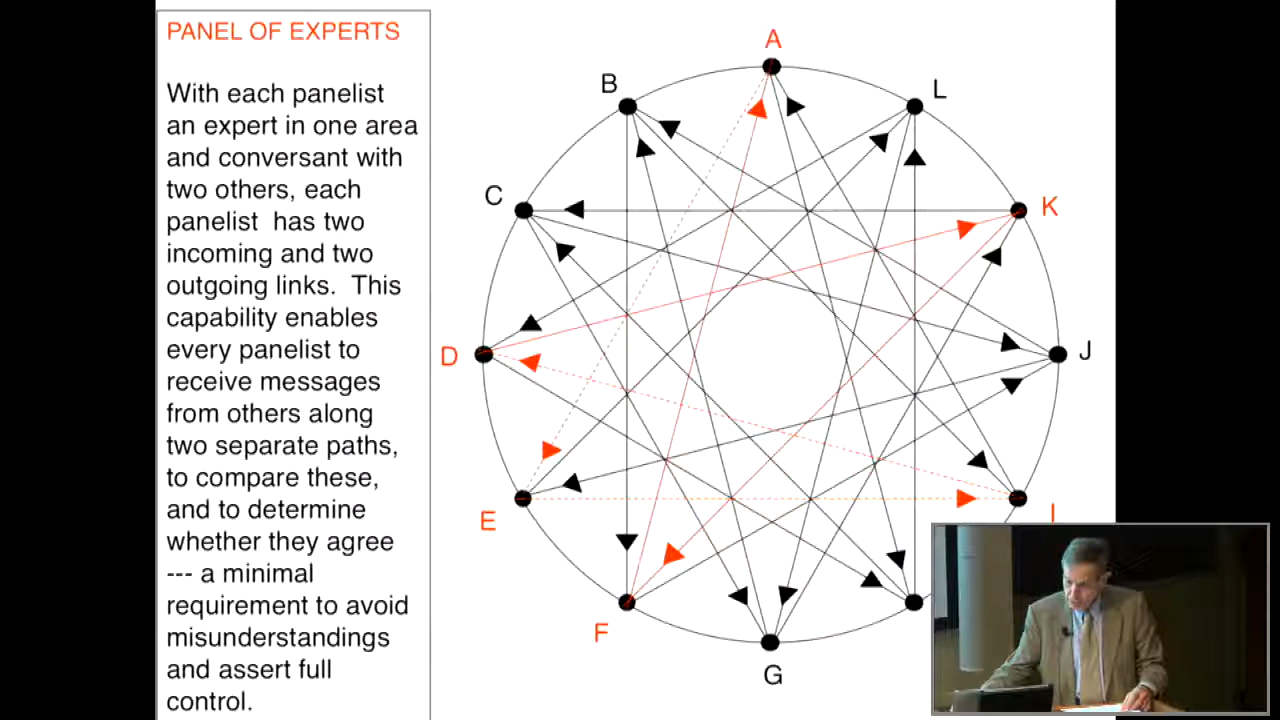 PANEL OF EXPERTS
With each panelist
an expert in one area
and conversant with
two others, each
panelist  has two
incoming and two
outgoing links.  This
capability enables
every panelist to
receive messages
from others along
two separate paths,
to compare these,
and to determine
whether they agree
--- a minimal
requirement to avoid
misunderstandings
and assert full
control.
A
B
L
C
K
D
J
E
I
F
G